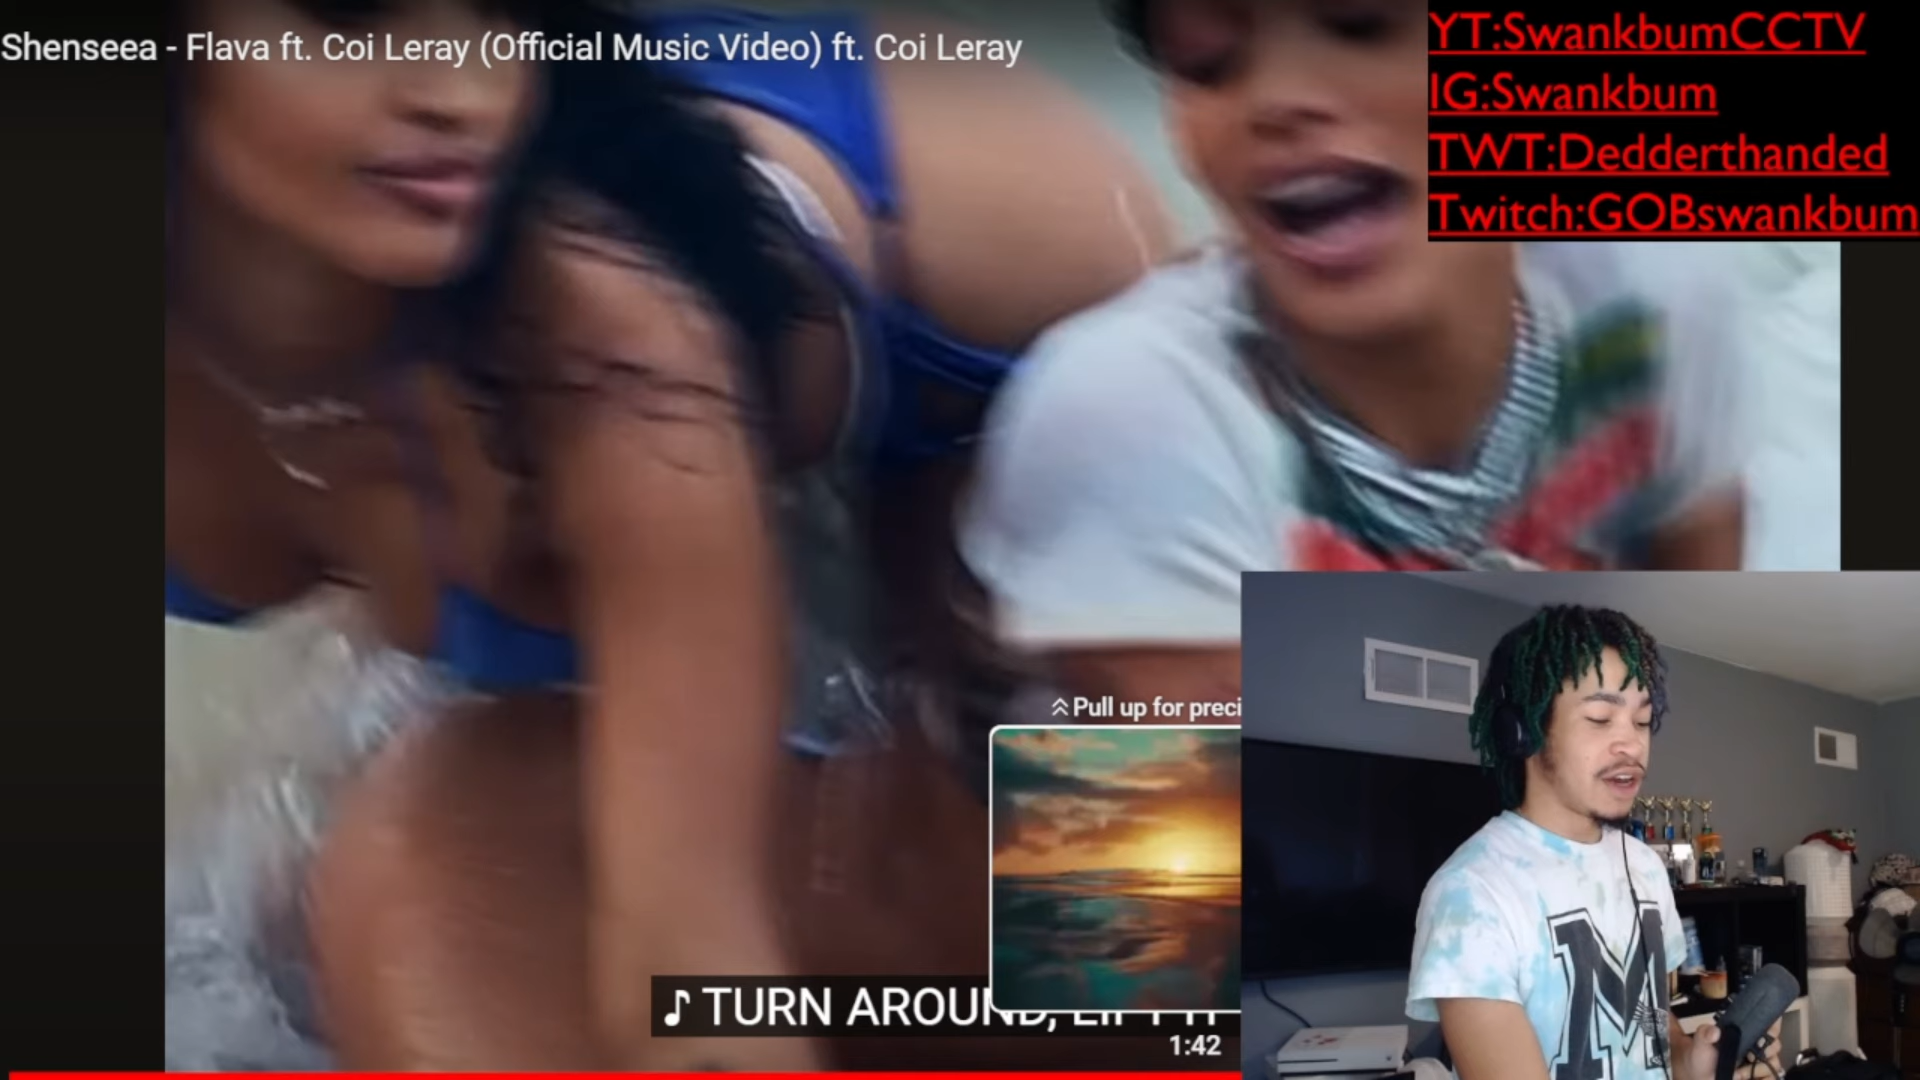 Shenseea - Flava ft. Coi Leray (Official Music Video) ft. Coi Leray
YT:SwankbumCCTV
IG:Swankbum
TWT:Dedderthanded
Twitch:GOBswankbum
Pull up for preci
♪ TURN AROUND,
1:42
M